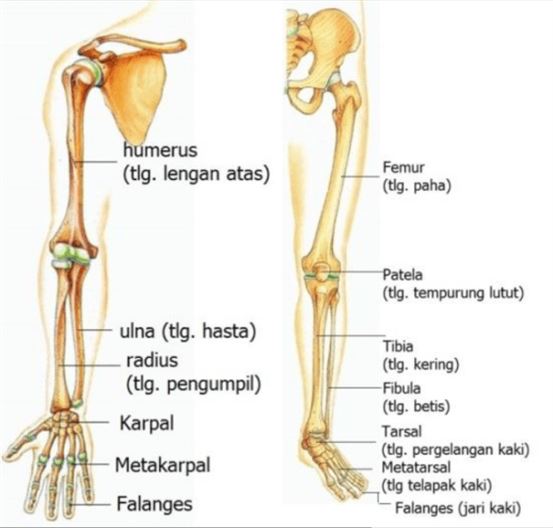 humerus
(tlg. lengan atas)
ulna (tlg. hasta)
radius
(tlg. pengumpil)
Karpal
Metakarpal
Falanges
Femur
(tlg. paha)
Patela
(tlg. tempurung lutut)
Tibia
(tlg. kering)
Fibula
(tlg. betis)
Tarsal
(tlg. pergelangan kaki)
Metatarsal
(tlg telapak kaki)
Falanges (jari kaki)